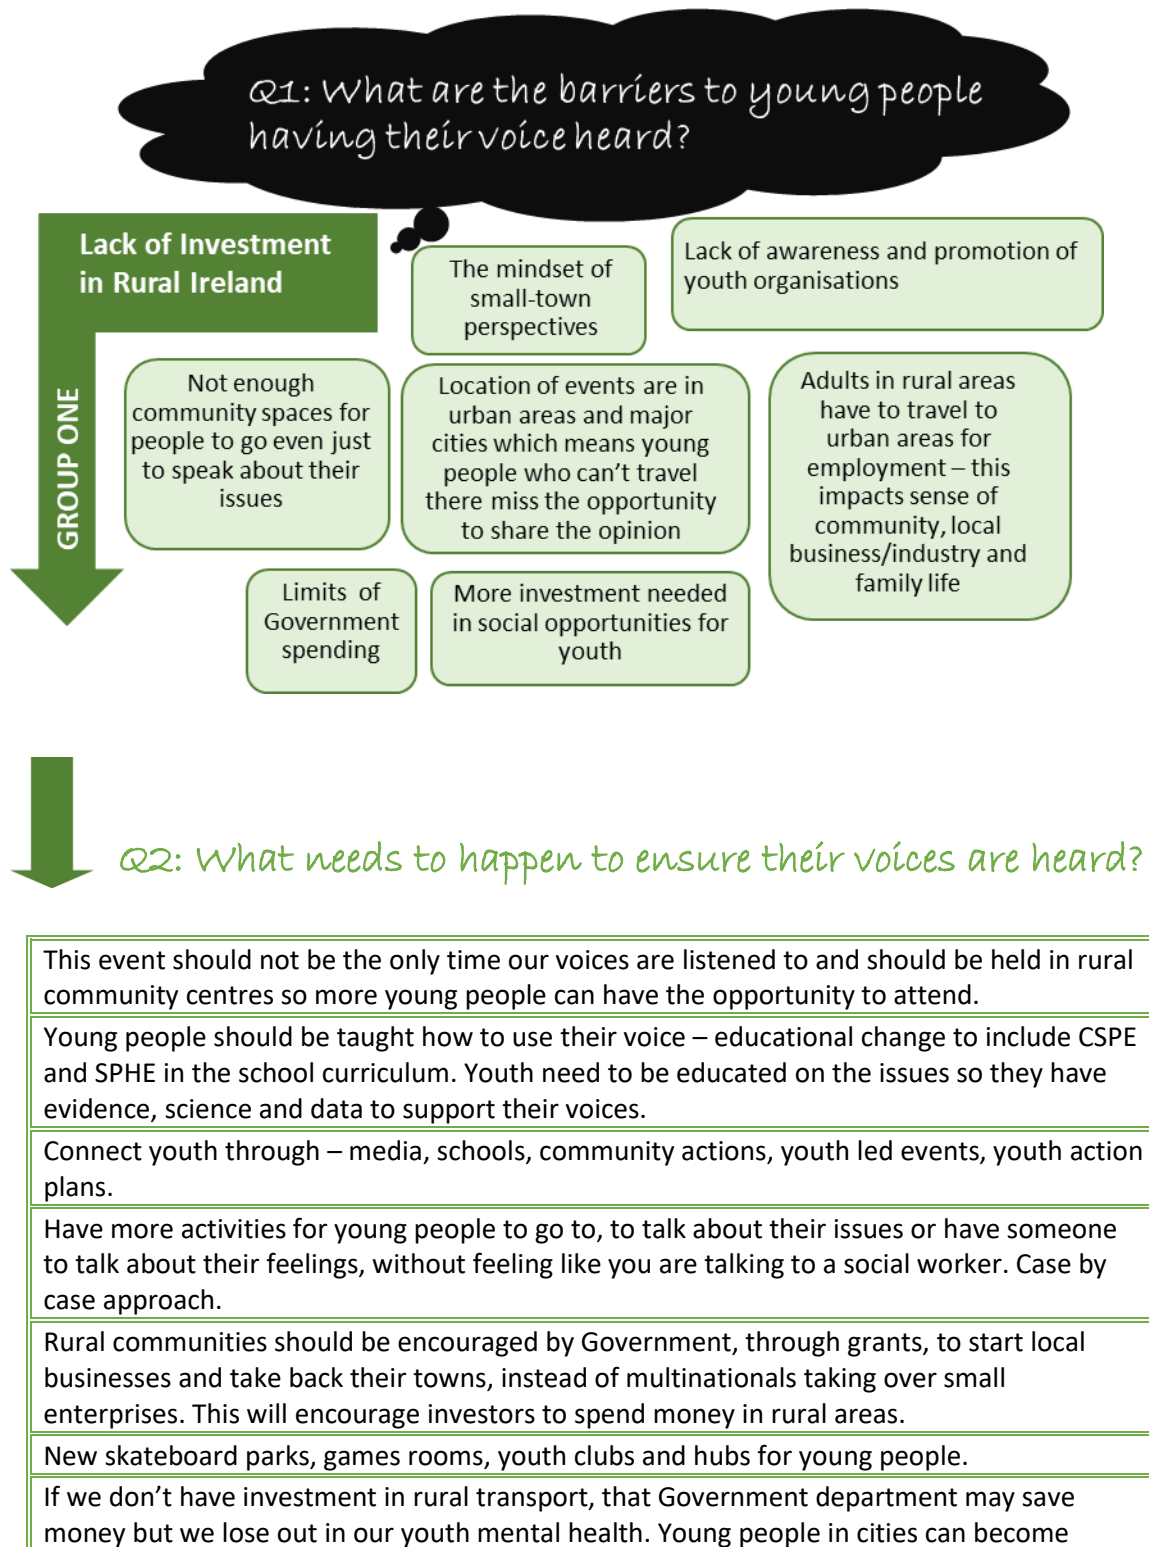 Q1: What are the barriers to young people
having their voice heard?
Lack of Investment
in Rural Ireland
GROUP ONE
The mindset of
small-town
perspectives
Lack of awareness and promotion of
youth organisations
Not enough
community spaces for
people to go even just
to speak about their
issues
Location of events are in
urban areas and major
cities which means young
people who can't travel
there miss the opportunity
to share the opinion
Adults in rural areas
have to travel to
urban areas for
employment – this
impacts sense of
community, local
business/industry and
family life
Limits of
Government
spending
More investment needed
in social opportunities for
youth
Q2: What needs to happen to ensure their voices are heard?
This event should not be the only time our voices are listened to and should be held in rural
community centres so more young people can have the opportunity to attend.
Young people should be taught how to use their voice – educational change to include CSPE
and SPHE in the school curriculum. Youth need to be educated on the issues so they have
evidence, science and data to support their voices.
Connect youth through – media, schools, community actions, youth led events, youth action
plans.
Have more activities for young people to go to, to talk about their issues or have someone
to talk about their feelings, without feeling like you are talking to a social worker. Case by
case approach.
Rural communities should be encouraged by Government, through grants, to start local
businesses and take back their towns, instead of multinationals taking over small
enterprises. This will encourage investors to spend money in rural areas.
New skateboard parks, games rooms, youth clubs and hubs for young people.
If we don't have investment in rural transport, that Government department may save
money but we lose out in our youth mental health. Young people in cities can become